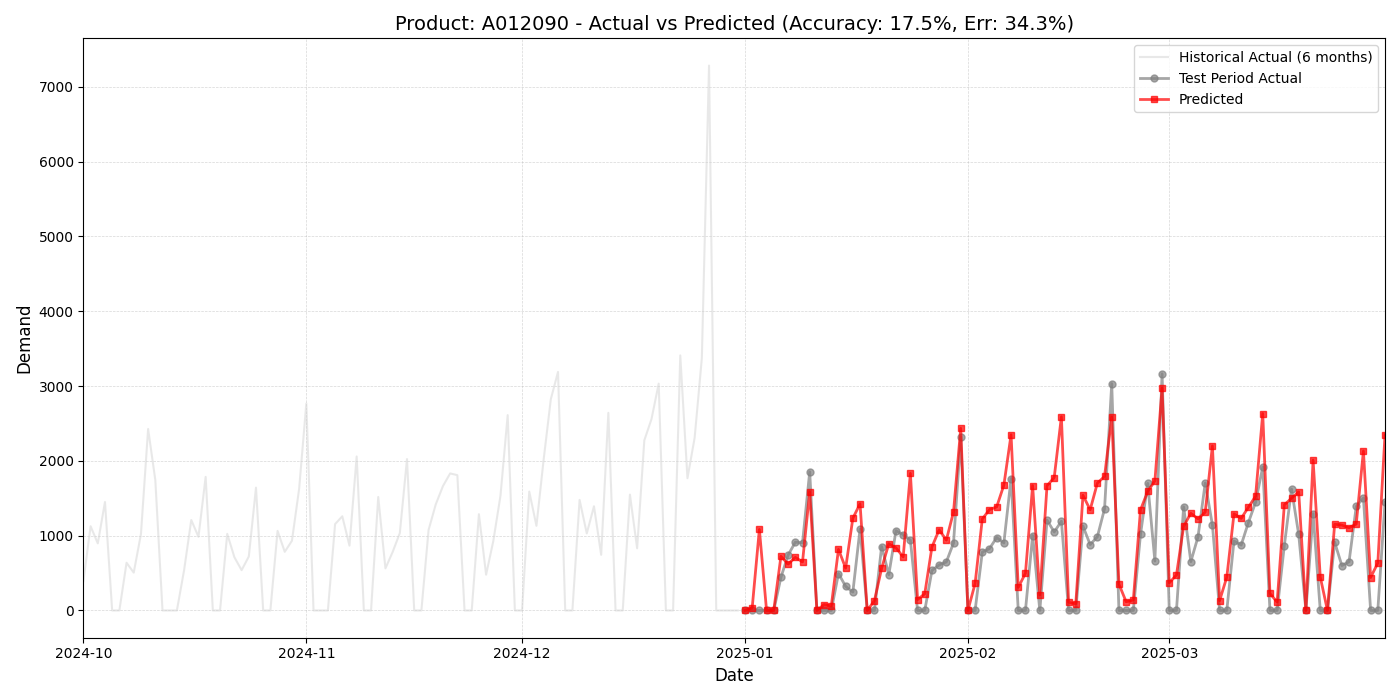 Product: A012090 - Actual vs Predicted (Accuracy: 17.5%, Err: 34.3%)
Historical Actual (6 months)
Test Period Actual
Predicted
Demand
7000
6000
5000
4000
3000
2000
1000
0
2024-10
2024-11
2024-12
2025-01
2025-02
2025-03
Date